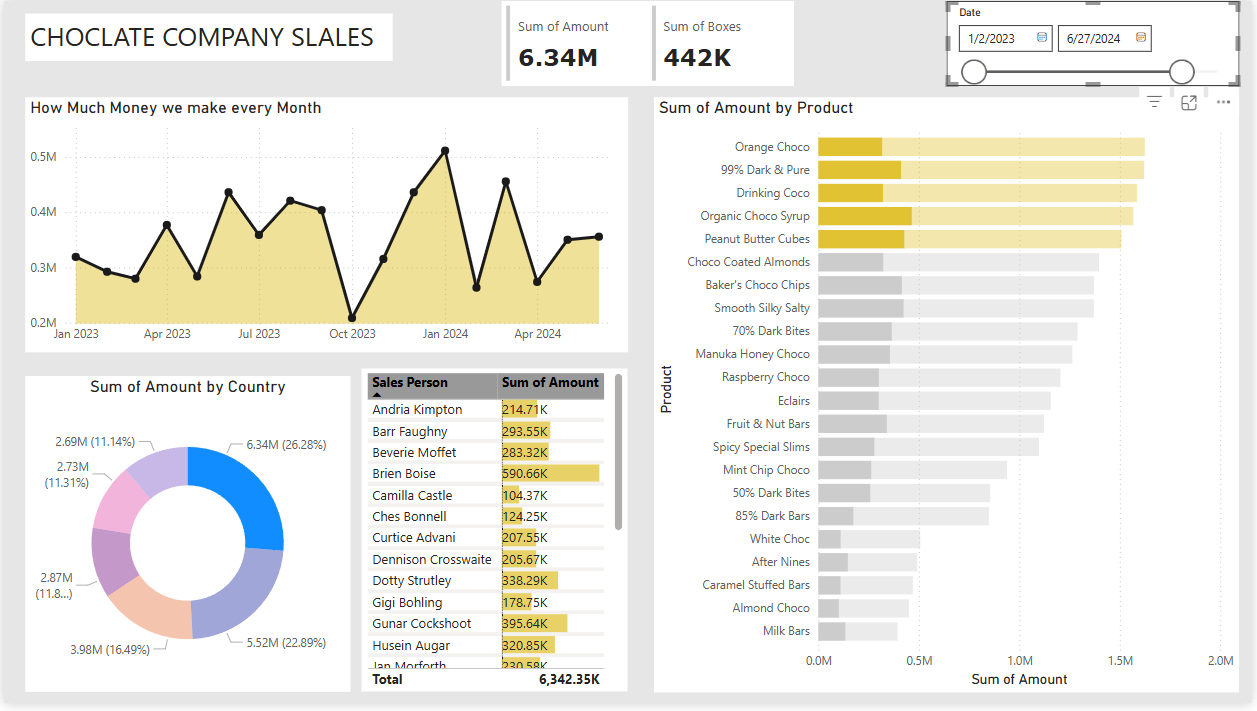 CHOCLATE COMPANY SLALES
Sum of Amount
6.34M
Sum of Boxes
442K
Date
1/2/2023
6/27/2024
How Much Money we make every Month
0.5M
0.4M
0.3M
0.2M
Jan 2023
Apr 2023
Jul 2023
Oct 2023
Jan 2024
Apr 2024
Sum of Amount by Country
2.69M (11.14%)
6.34M (26.28%)
2.73M
(11.31%)
2.87M
(11.8...)
3.98M (16.49%)
5.52M (22.89%)
Sales Person Sum of Amount
Andria Kimpton 214.71K
Barr Faughny 293.55K
Beverie Moffet 283.32K
Brien Boise 590.66K
Camilla Castle 104.37K
Ches Bonnell 124.25K
Curtice Advani 207.55K
Dennison Crosswaite 205.67K
Dotty Strutley 338.29K
Gigi Bohling 178.75K
Gunar Cockshoot 395.64K
Husein Augar 320.85K
Jan Morforth 230.58K
Total 6,342.35K
Sum of Amount by Product
Product
Orange Choco
99% Dark & Pure
Drinking Coco
Organic Choco Syrup
Peanut Butter Cubes
Choco Coated Almonds
Baker's Choco Chips
Smooth Silky Salty
70% Dark Bites
Manuka Honey Choco
Raspberry Choco
Eclairs
Fruit & Nut Bars
Spicy Special Slims
Mint Chip Choco
50% Dark Bites
85% Dark Bars
White Choc
After Nines
Caramel Stuffed Bars
Almond Choco
Milk Bars
0.0M
0.5M
1.0M
1.5M
2.0M
Sum of Amount